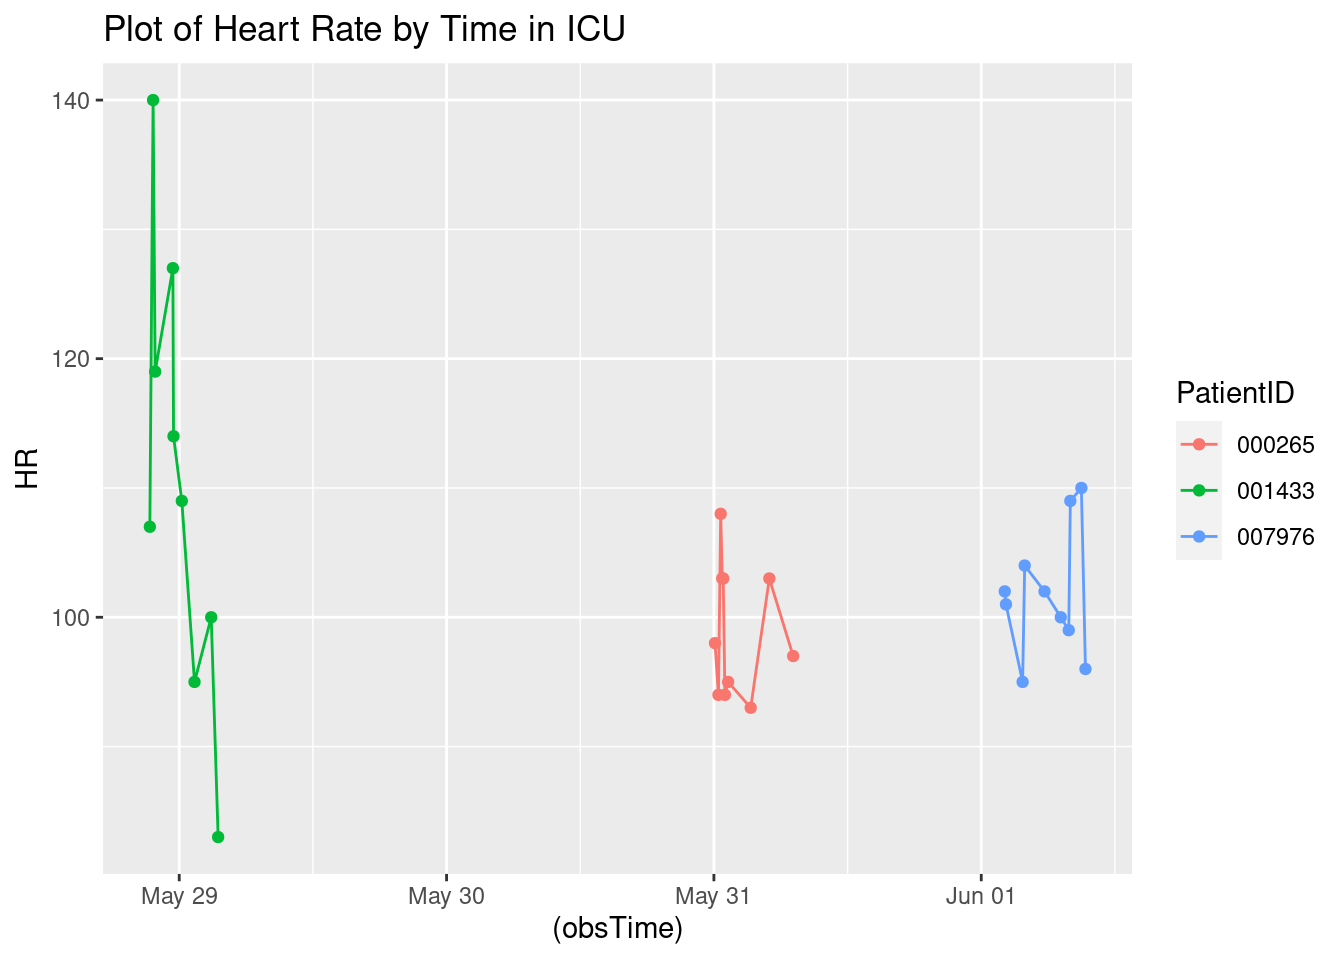 Plot of Heart Rate by Time in ICU
140
120
100
HR
May 29
May 30
May 31
Jun 01
(obsTime)
PatientID
000265
001433
007976